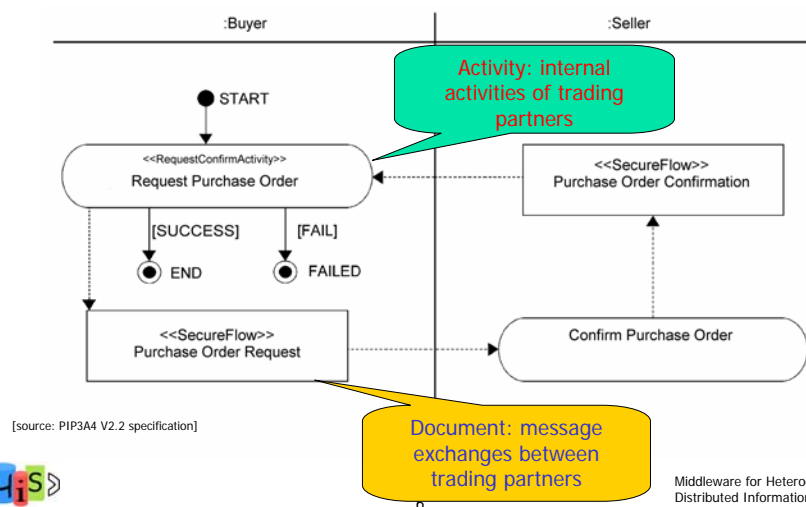 :Buyer
:Seller
Activity: internal
activities of trading
partners
START
<<RequestConfirmActivity>>
Request Purchase Order
<<SecureFlow>>
Purchase Order Confirmation
[SUCCESS]
[FAIL]
END
FAILED
<<SecureFlow>>
Purchase Order Request
Confirm Purchase Order
[source: PIP3A4 V2.2 specification]
Document: message
exchanges between
trading partners
HiS
Middleware for Hetero
Distributed Information